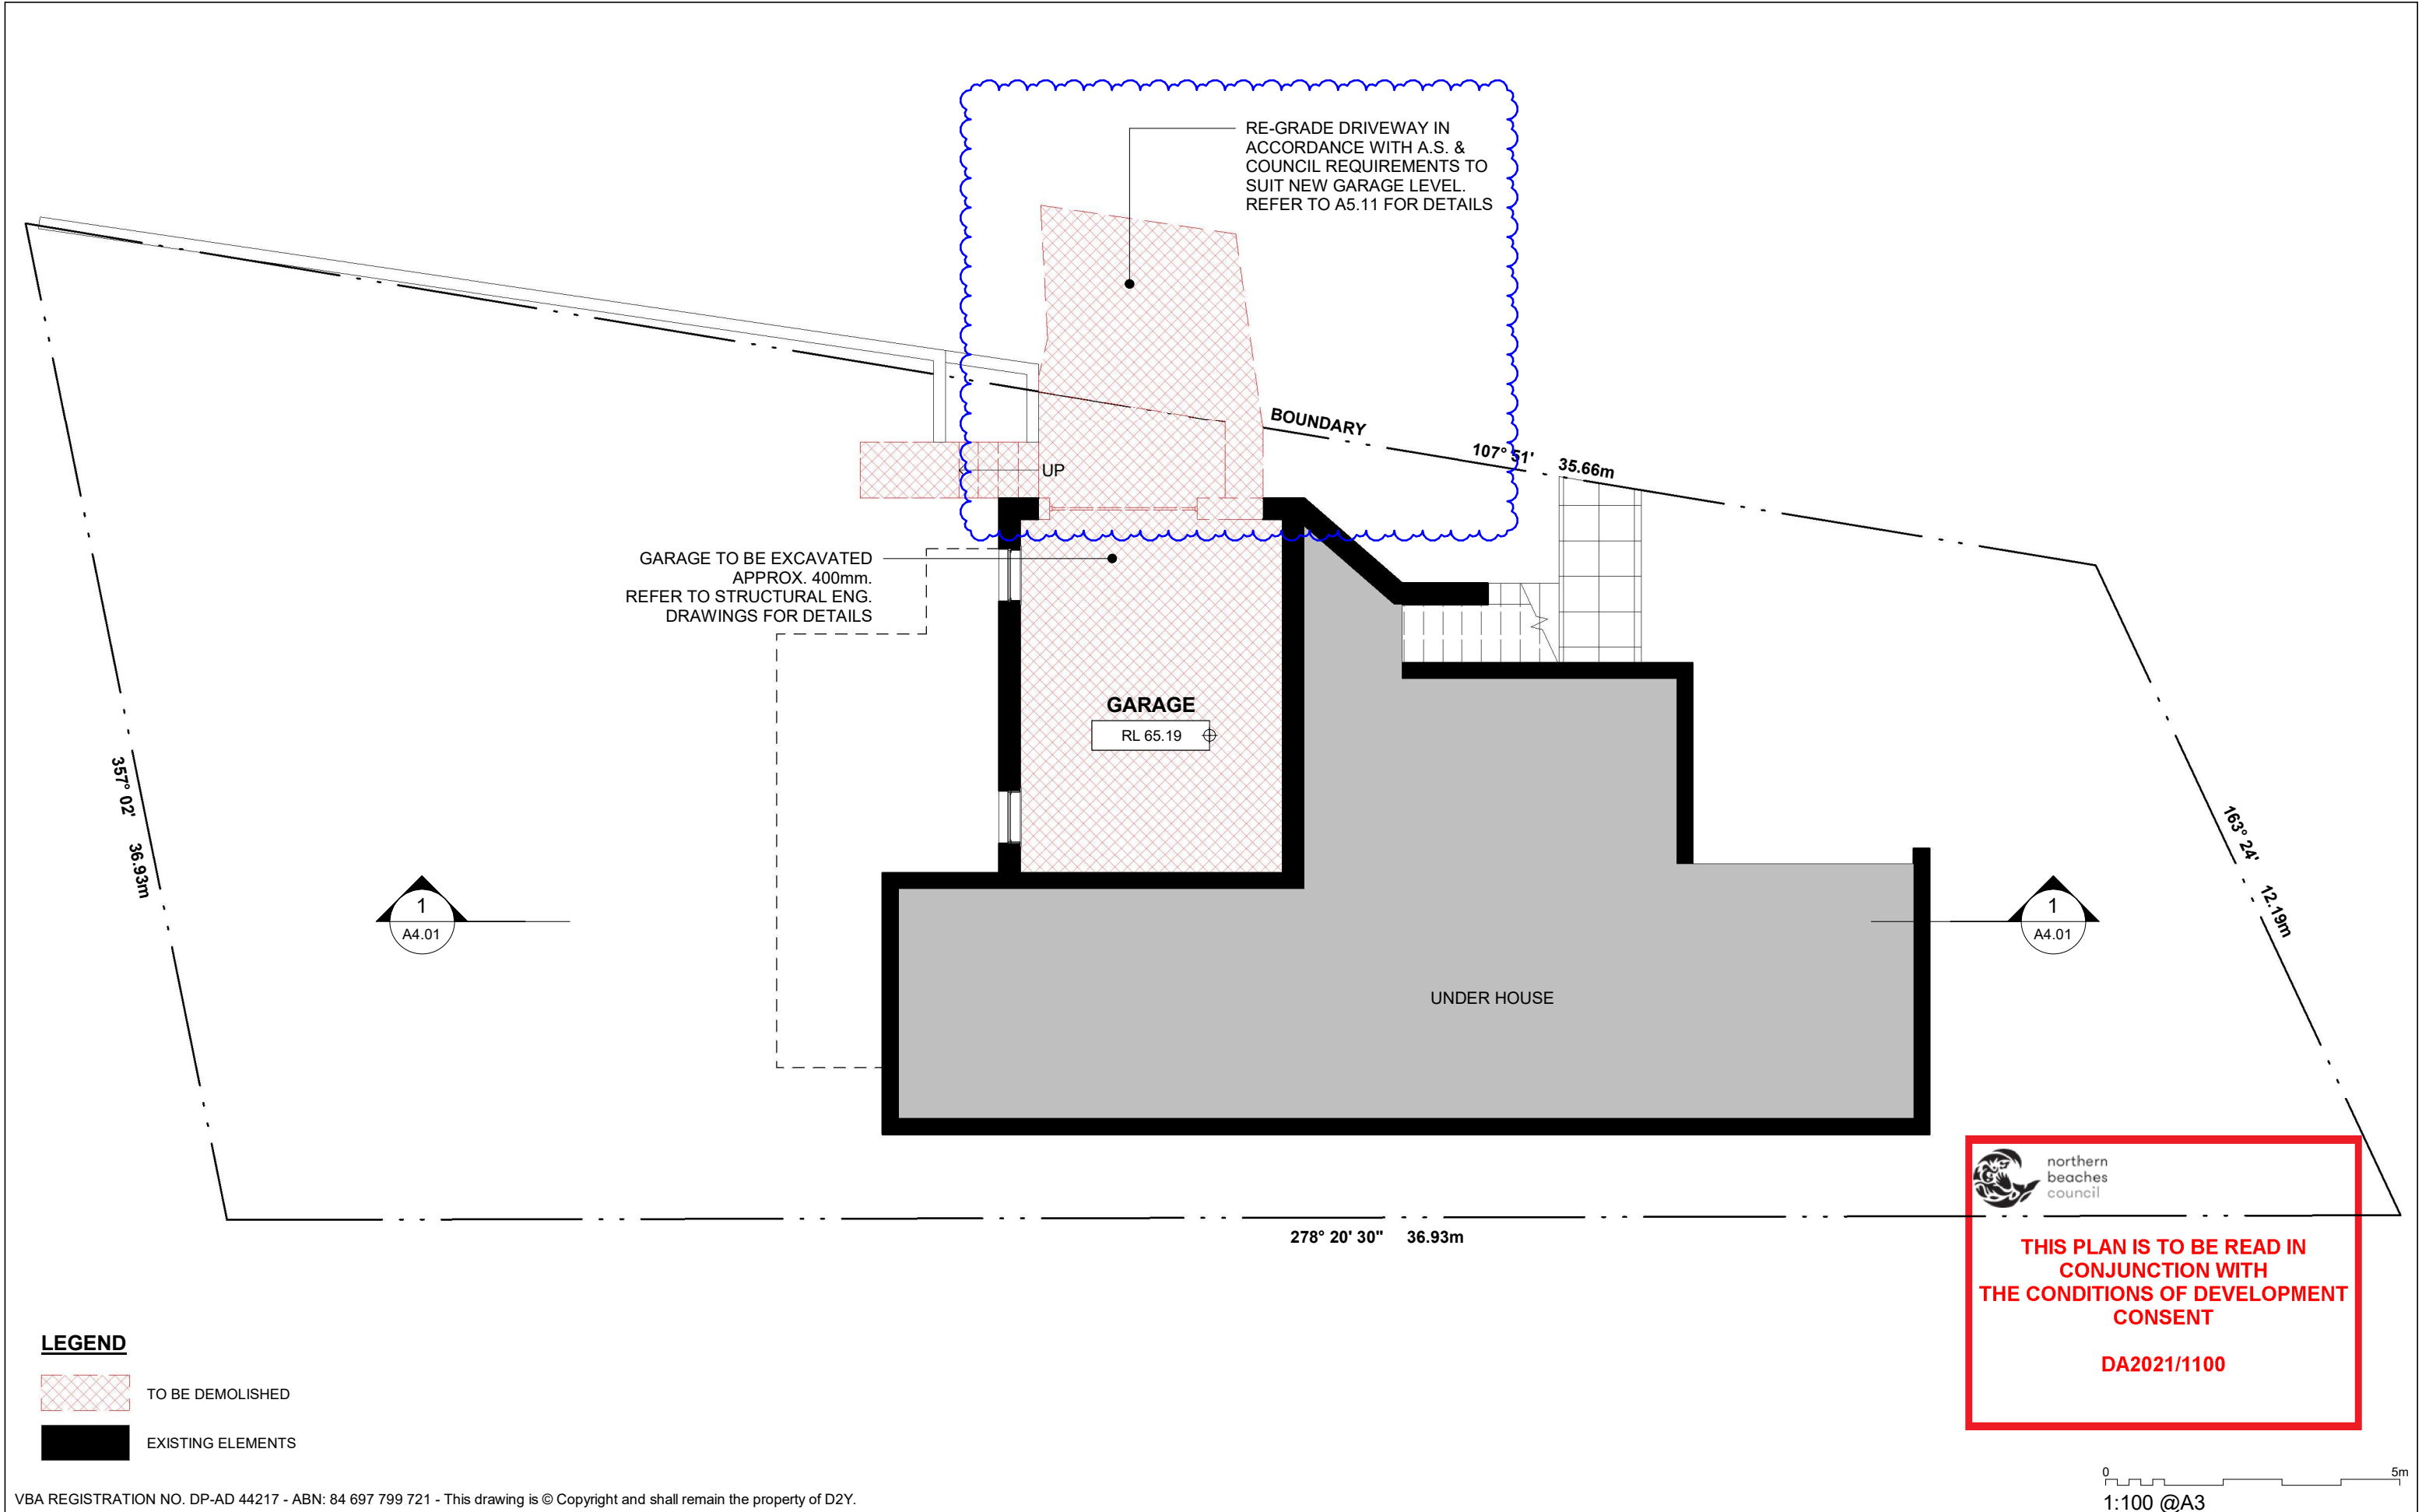 RE-GRADE DRIVEWAY IN
ACCORDANCE WITH A.S. &
COUNCIL REQUIREMENTS TO
SUIT NEW GARAGE LEVEL.
REFER TO A5.11 FOR DETAILS
BOUNDARY
107° 51' 35.66m
UP
GARAGE TO BE EXCAVATED
APPROX. 400mm.
REFER TO STRUCTURAL ENG.
DRAWINGS FOR DETAILS
GARAGE
RL 65.19
357° 02' 36.93m
163° 24' 12.19m
1
A4.01
1
A4.01
UNDER HOUSE
278° 20' 30" 36.93m
northern
beaches
council
THIS PLAN IS TO BE READ IN
CONJUNCTION WITH
THE CONDITIONS OF DEVELOPMENT
CONSENT
DA2021/1100
LEGEND
TO BE DEMOLISHED
EXISTING ELEMENTS
VBA REGISTRATION NO. DP-AD 44217 - ABN: 84 697 799 721 - This drawing is © Copyright and shall remain the property of D2Y.
0 5m
1:100 @A3